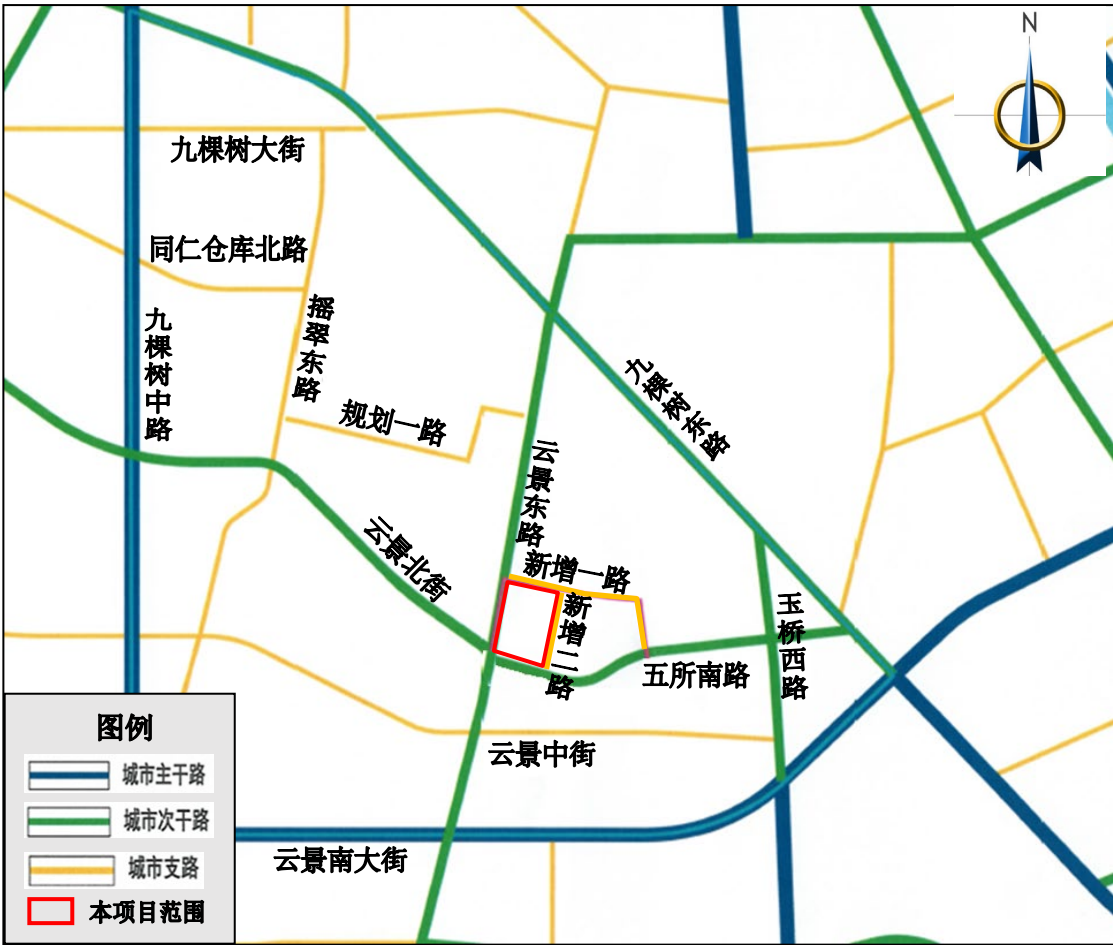 N
九棵树大街
同仁仓库北路
摇翠东路
九棵树中路
九棵树东路
规划一路
云景东路
云景北街
新增一路
新增二路
玉桥西路
五所南路
云景中街
云景南大街
图例
城市主干路
城市次干路
城市支路
本项目范围